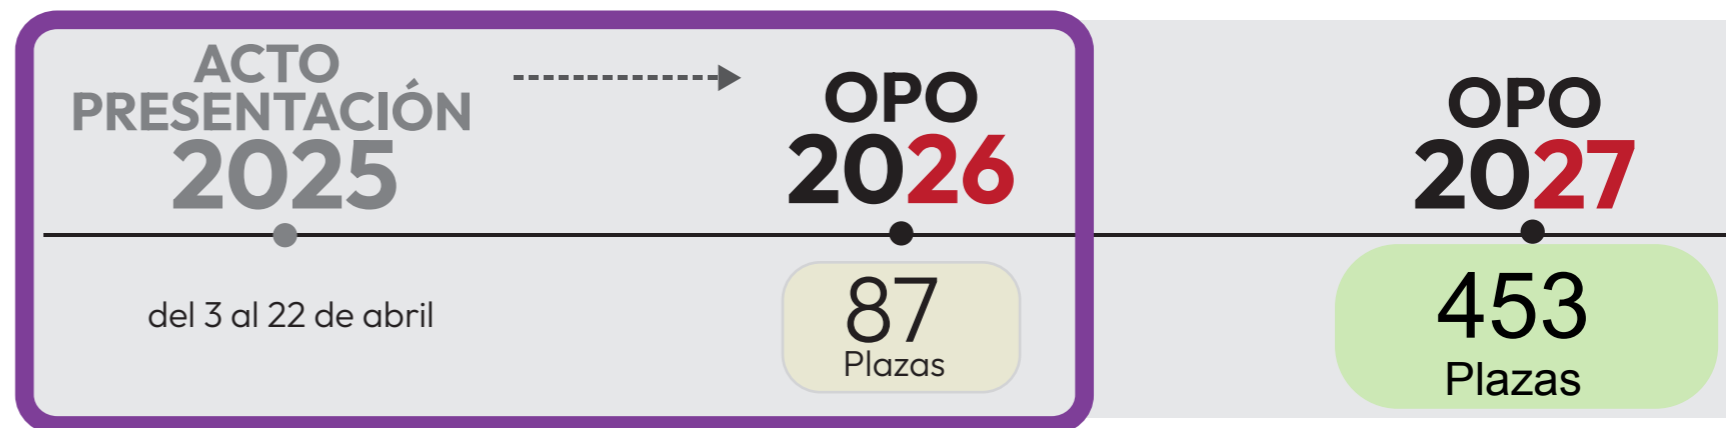 ACTO
PRESENTACIÓN
2025
del 3 al 22 de abril
OPO
2026
87
Plazas
OPO
2027
453
Plazas